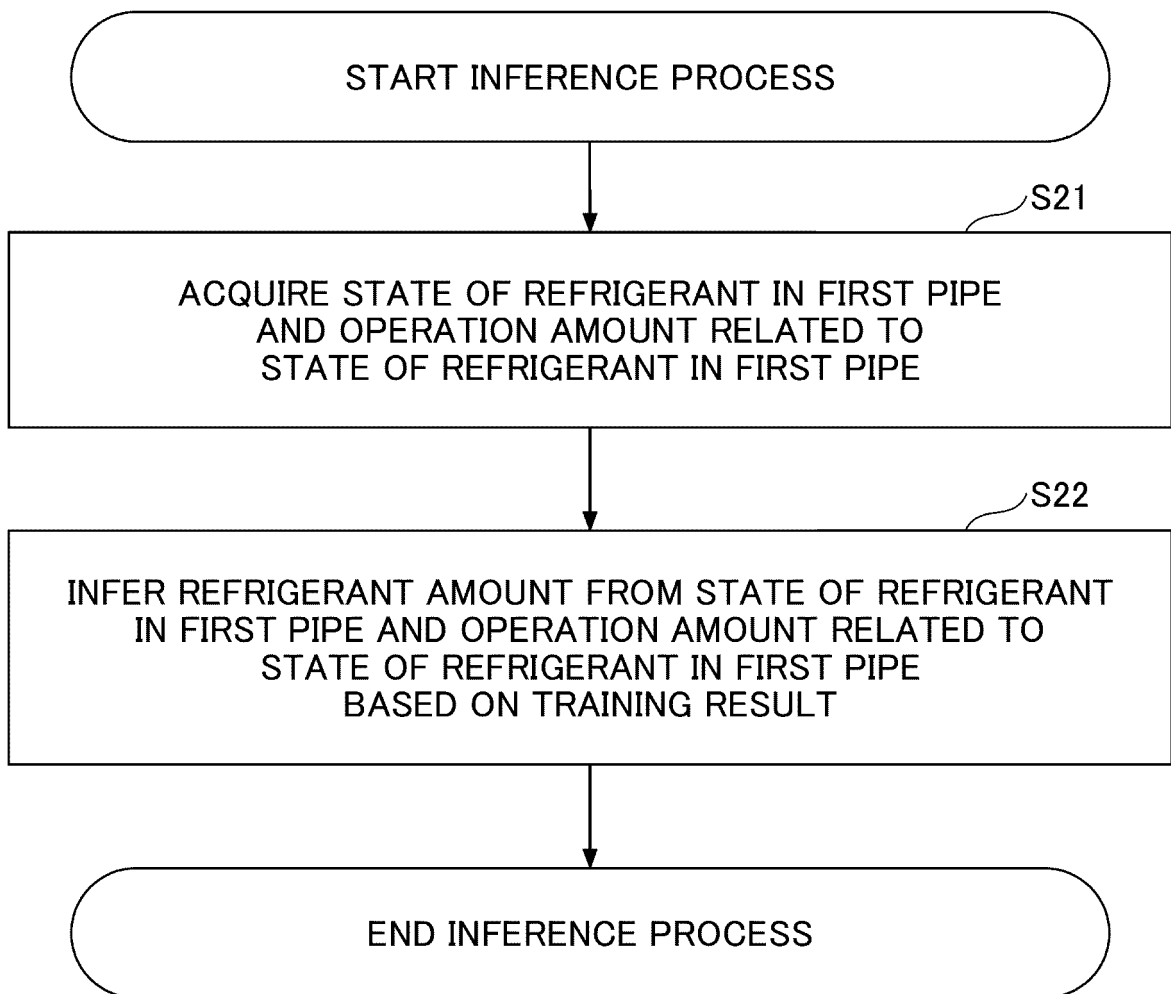 START INFERENCE PROCESS
S21
ACQUIRE STATE OF REFRIGERANT IN FIRST PIPE
AND OPERATION AMOUNT RELATED TO
STATE OF REFRIGERANT IN FIRST PIPE
S22
INFER REFRIGERANT AMOUNT FROM STATE OF REFRIGERANT
IN FIRST PIPE AND OPERATION AMOUNT RELATED TO
STATE OF REFRIGERANT IN FIRST PIPE
BASED ON TRAINING RESULT
END INFERENCE PROCESS